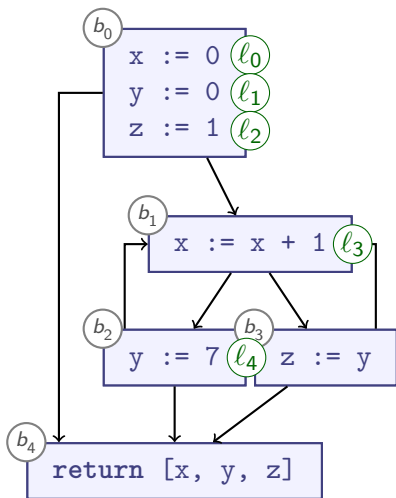 b₀
x := 0 ℓ₀
y := 0 ℓ₁
z := 1 ℓ₂
b₁
x := x + 1 ℓ₃
b₂
y := 7 ℓ₄
b₃
z := y
b₄
return [x, y, z]